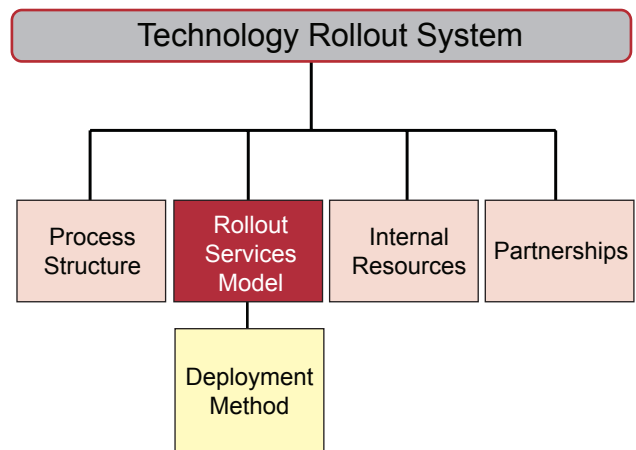 Technology Rollout System
Process
Structure
Rollout
Services
Model
Internal
Resources
Partnerships
Deployment
Method